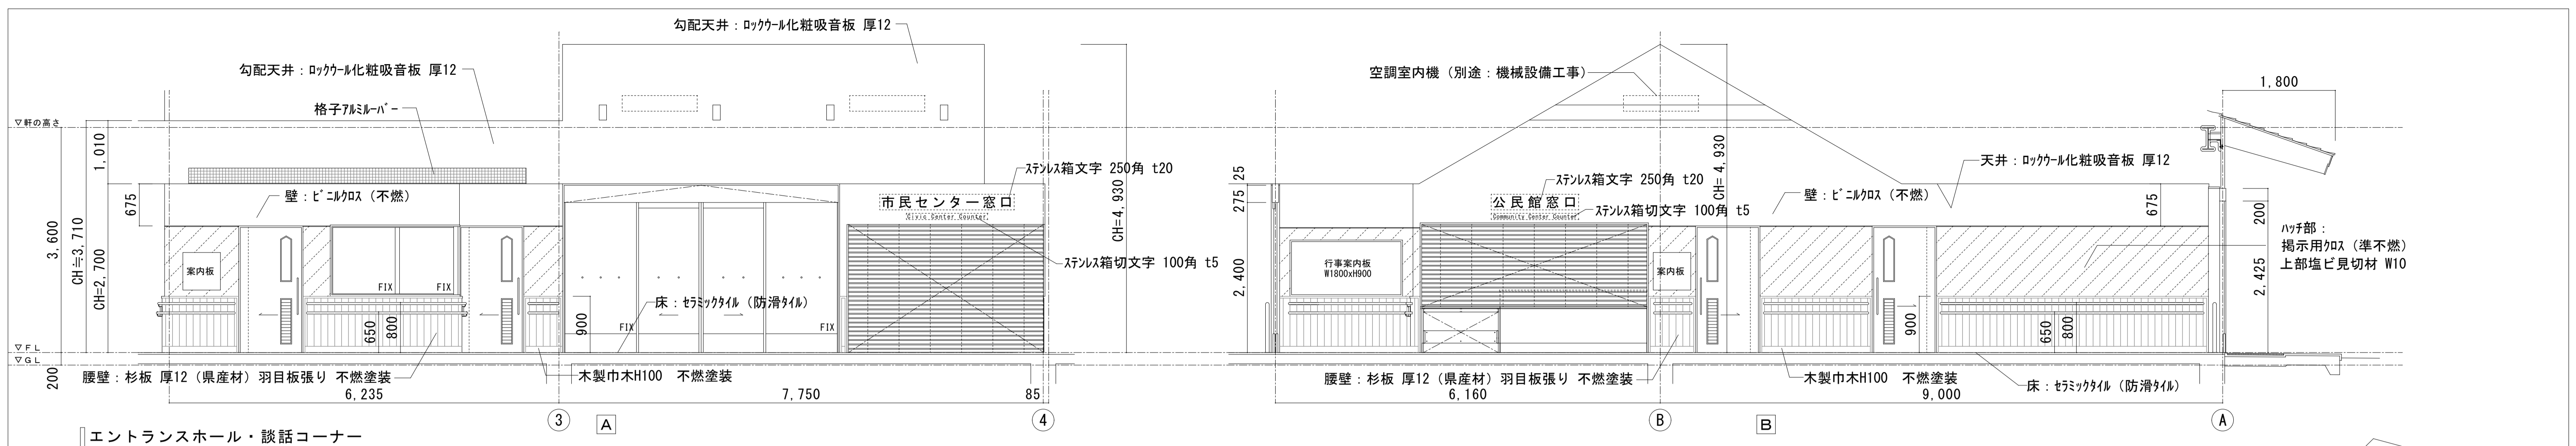 勾配天井：ロックウール化粧吸音板 厚12
勾配天井：ロックウール化粧吸音板 厚12
格子アルミルーバー
▽軒の高さ
1,010
675
壁：ビニルクロス（不燃）
3,600
CH≒3,710
CH=2,700
案内板
FIX
FIX
650
800
900
FIX
FIX
床：セラミックタイル（防滑タイル）
ステンレス箱文字 250角 t20
市民センター窓口
Civic Center Counter
ステンレス箱切文字 100角 t5
CH=4,930
▽ＦＬ
▽ＧＬ
200
腰壁：杉板 厚12（県産材）羽目板張り 不燃塗装
木製巾木H100 不燃塗装
6,235
7,750
85
3
A
4
エントランスホール・談話コーナー
空調室内機（別途：機械設備工事）
CH=4,930
1,800
天井：ロックウール化粧吸音板 厚12
ステンレス箱文字 250角 t20
公民館窓口
Community Center Counter
ステンレス箱切文字 100角 t5
壁：ビニルクロス（不燃）
25
275
2,400
675
200
2,425
行事案内板
W1800xH900
案内板
ハッチ部：
掲示用クロス（準不燃）
上部塩ビ見切材 W10
900
650
800
腰壁：杉板 厚12（県産材）羽目板張り 不燃塗装
木製巾木H100 不燃塗装
床：セラミックタイル（防滑タイル）
6,160
9,000
B
B
A